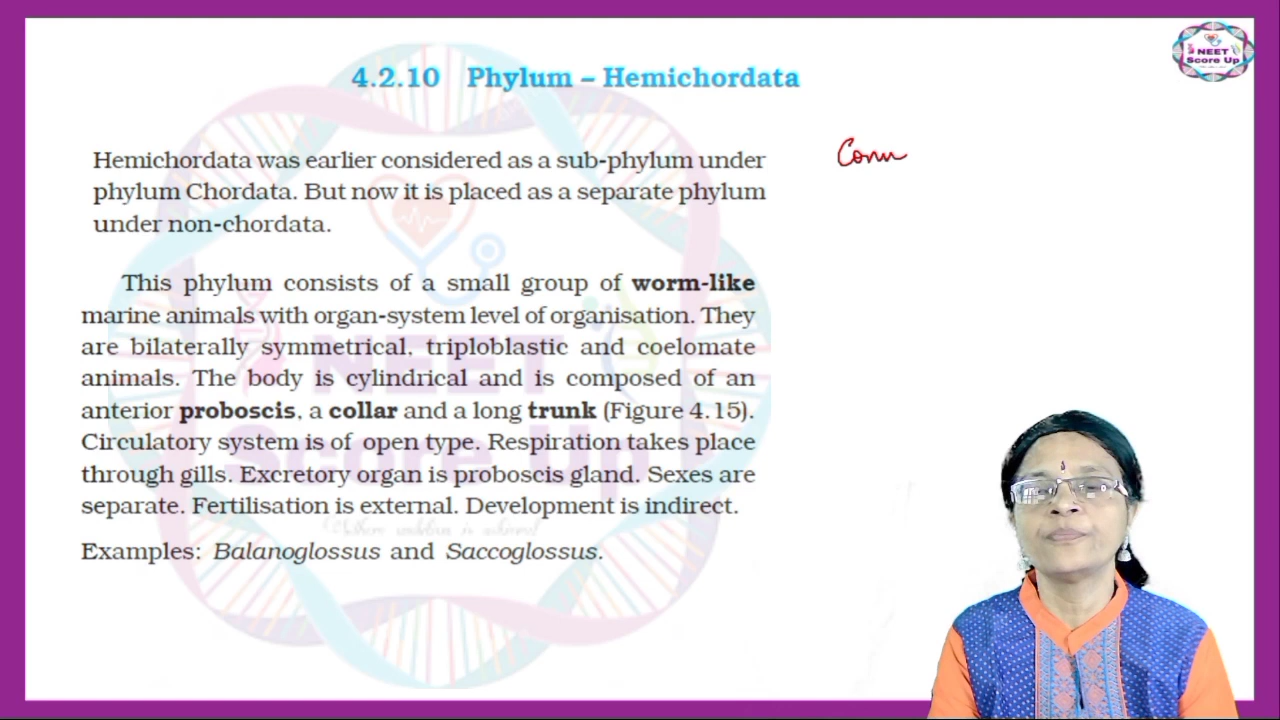 4.2.10 Phylum – Hemichordata
NEET
Score Up
Hemichordata was earlier considered as a sub-phylum under
phylum Chordata. But now it is placed as a separate phylum
under non-chordata.
Conn
This phylum consists of a small group of worm-like
marine animals with organ-system level of organisation. They
are bilaterally symmetrical, triploblastic and coelomate
animals. The body is cylindrical and is composed of an
anterior proboscis, a collar and a long trunk (Figure 4.15).
Circulatory system is of open type. Respiration takes place
through gills. Excretory organ is proboscis gland. Sexes are
separate. Fertilisation is external. Development is indirect.
Examples: Balanoglossus and Saccoglossus.
NEET
Score Up